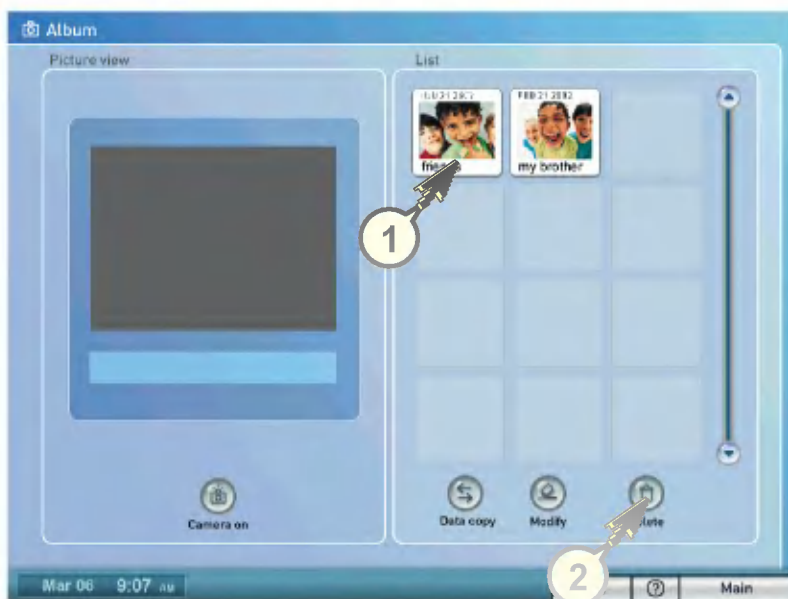 Album
Picture view
List
FEB 21 2002
my brother
1
Camera on
Data copy
Modify
Mar 06 9:07 AM
2
Main